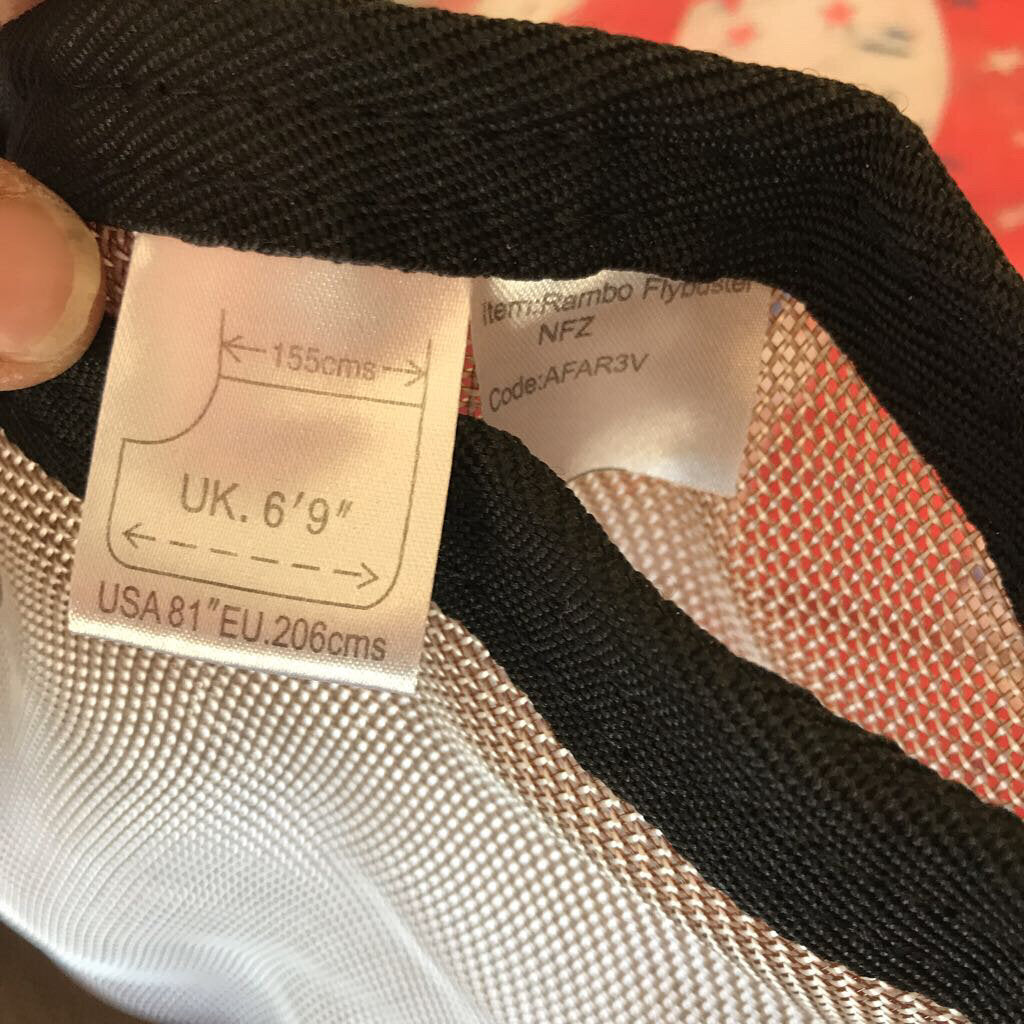 155cms
UK. 6'9"
USA 81"EU.206cms
Item:Rambo Flybuster
NFZ
Code:AFAR3V